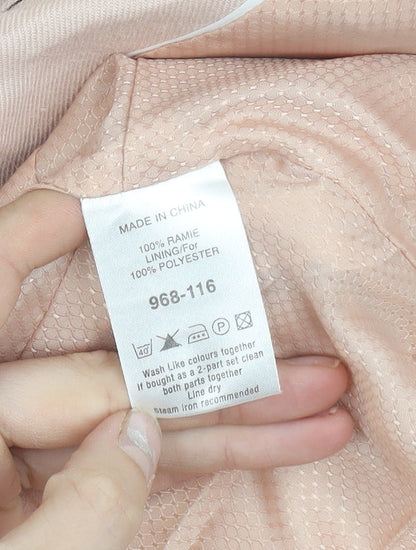 MADE IN CHINA
100% RAMIE
LINING/For
100% POLYESTER
968-116
40°
P
Wash Like colours together
If bought as a 2-part set clean
both parts together
Line dry
steam iron recommended